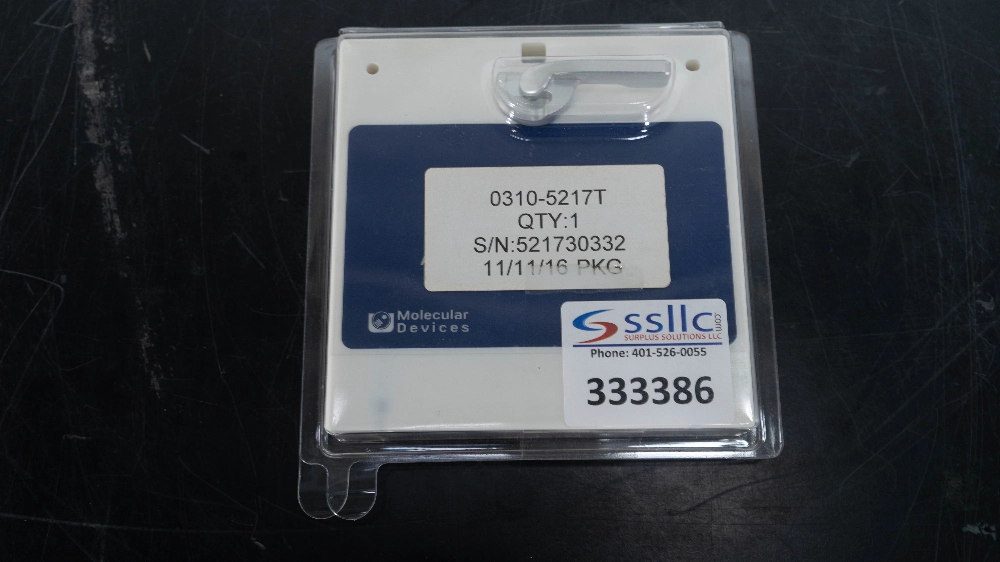 0310-5217T
QTY:1
S/N:521730332
11/11/16 PKG
Molecular
Devices
ssllc.com
SURPLUS SOLUTIONS LLC
Phone: 401-526-0055
333386